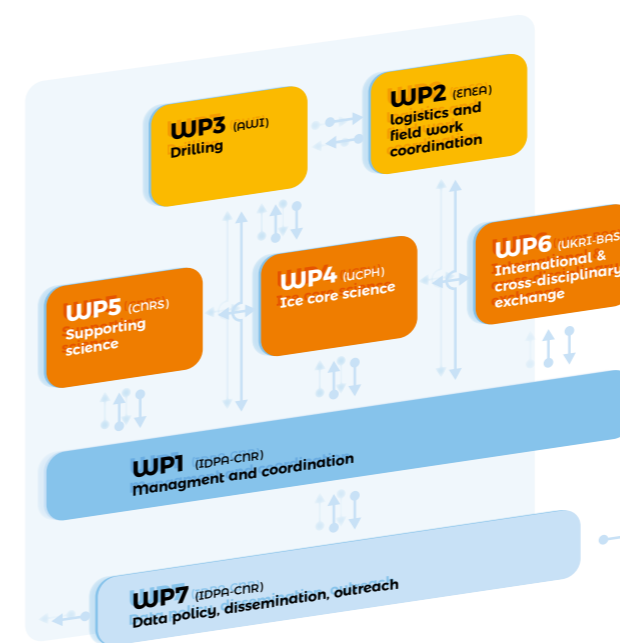 WP3 (AWI)
Drilling
WP2 (ENEA)
logistics and
field work
coordination
WP5 (CNRS)
Supporting
science
WP4 (UCPH)
Ice core science
WP6 (UKRI-BAS
International &
cross-disciplinary
exchange
WP1 (IDPA-CNR)
Managment and coordination
WP7 (IDPA-CNR)
Data policy, dissemination, outreach